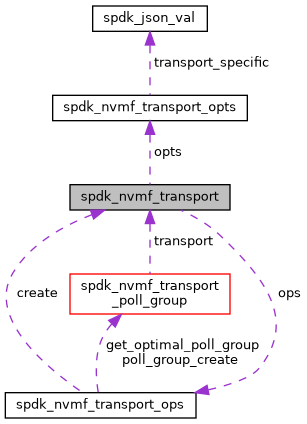 spdk_json_val
transport_specific
spdk_nvmf_transport_opts
opts
spdk_nvmf_transport
transport
create
spdk_nvmf_transport
_poll_group
ops
get_optimal_poll_group
poll_group_create
spdk_nvmf_transport_ops